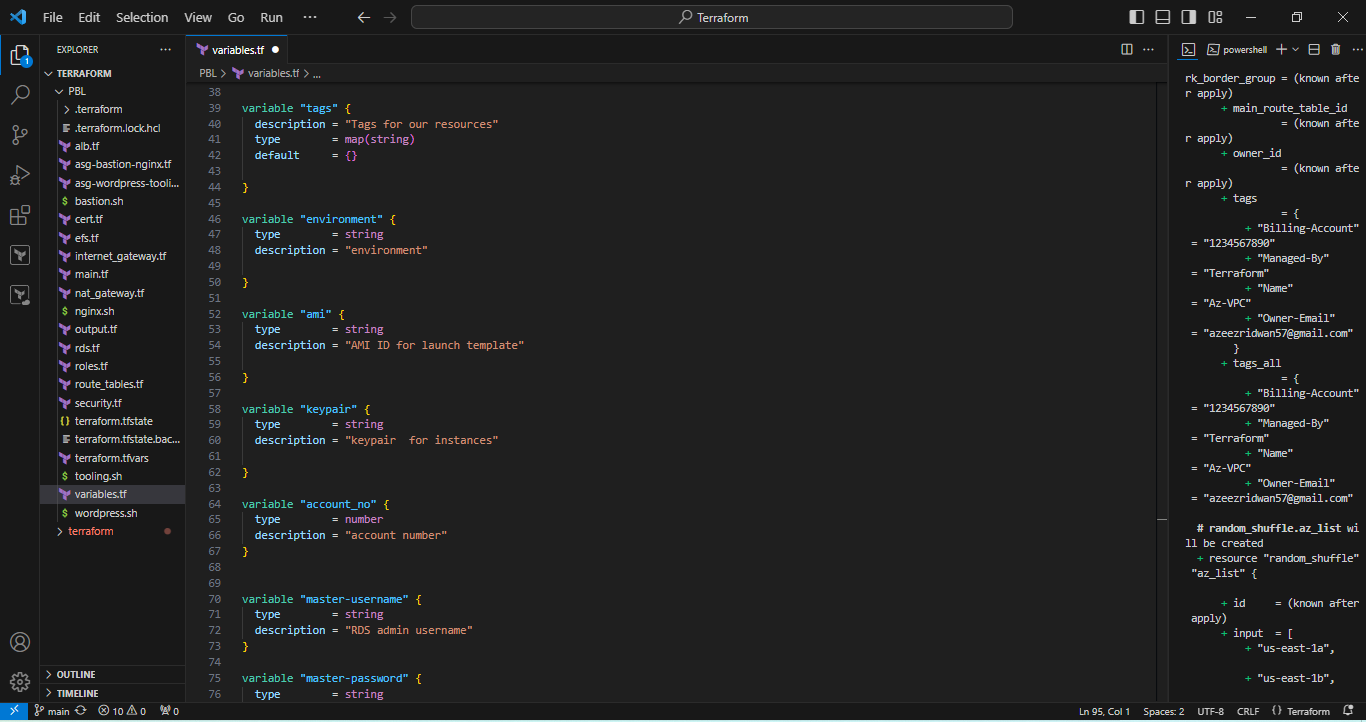 File Edit Selection View Go Run ··· Terraform
EXPLORER ···
TERRAFORM
PBL
.terraform
.terraform.lock.hcl
alb.tf
asg-bastion-nginx.tf
asg-wordpress-tooli...
bastion.sh
cert.tf
efs.tf
internet_gateway.tf
main.tf
nat_gateway.tf
nginx.sh
output.tf
rds.tf
roles.tf
route_tables.tf
security.tf
terraform.tfstate
terraform.tfstate.bac...
terraform.tfvars
tooling.sh
variables.tf
wordpress.sh
terraform
OUTLINE
TIMELINE
1
variables.tf
PBL > variables.tf > ...
38
39 variable "tags" {
40 description = "Tags for our resources"
41 type = map(string)
42 default = {}
43
44 }
45
46 variable "environment" {
47 type = string
48 description = "environment"
49
50 }
51
52 variable "ami" {
53 type = string
54 description = "AMI ID for launch template"
55
56 }
57
58 variable "keypair" {
59 type = string
60 description = "keypair  for instances"
61
62 }
63
64 variable "account_no" {
65 type = number
66 description = "account number"
67 }
68
69
70 variable "master-username" {
71 type = string
72 description = "RDS admin username"
73 }
74
75 variable "master-password" {
76 type = string
powershell
rk_border_group = (known afte
r apply)
+ main_route_table_id
= (known afte
r apply)
+ owner_id
= (known afte
r apply)
+ tags
= {
+ "Billing-Account"
= "1234567890"
+ "Managed-By"
= "Terraform"
+ "Name"
= "Az-VPC"
+ "Owner-Email"
= "azeezridwan57@gmail.com"
}
+ tags_all
= {
+ "Billing-Account"
= "1234567890"
+ "Managed-By"
= "Terraform"
+ "Name"
= "Az-VPC"
+ "Owner-Email"
= "azeezridwan57@gmail.com"
# random_shuffle.az_list wi
ll be created
+ resource "random_shuffle"
"az_list" {
+ id = (known after
apply)
+ input = [
+ "us-east-1a",
+ "us-east-1b",
main 10 0 0 Ln 95, Col 1 Spaces: 2 UTF-8 CRLF {} Terraform